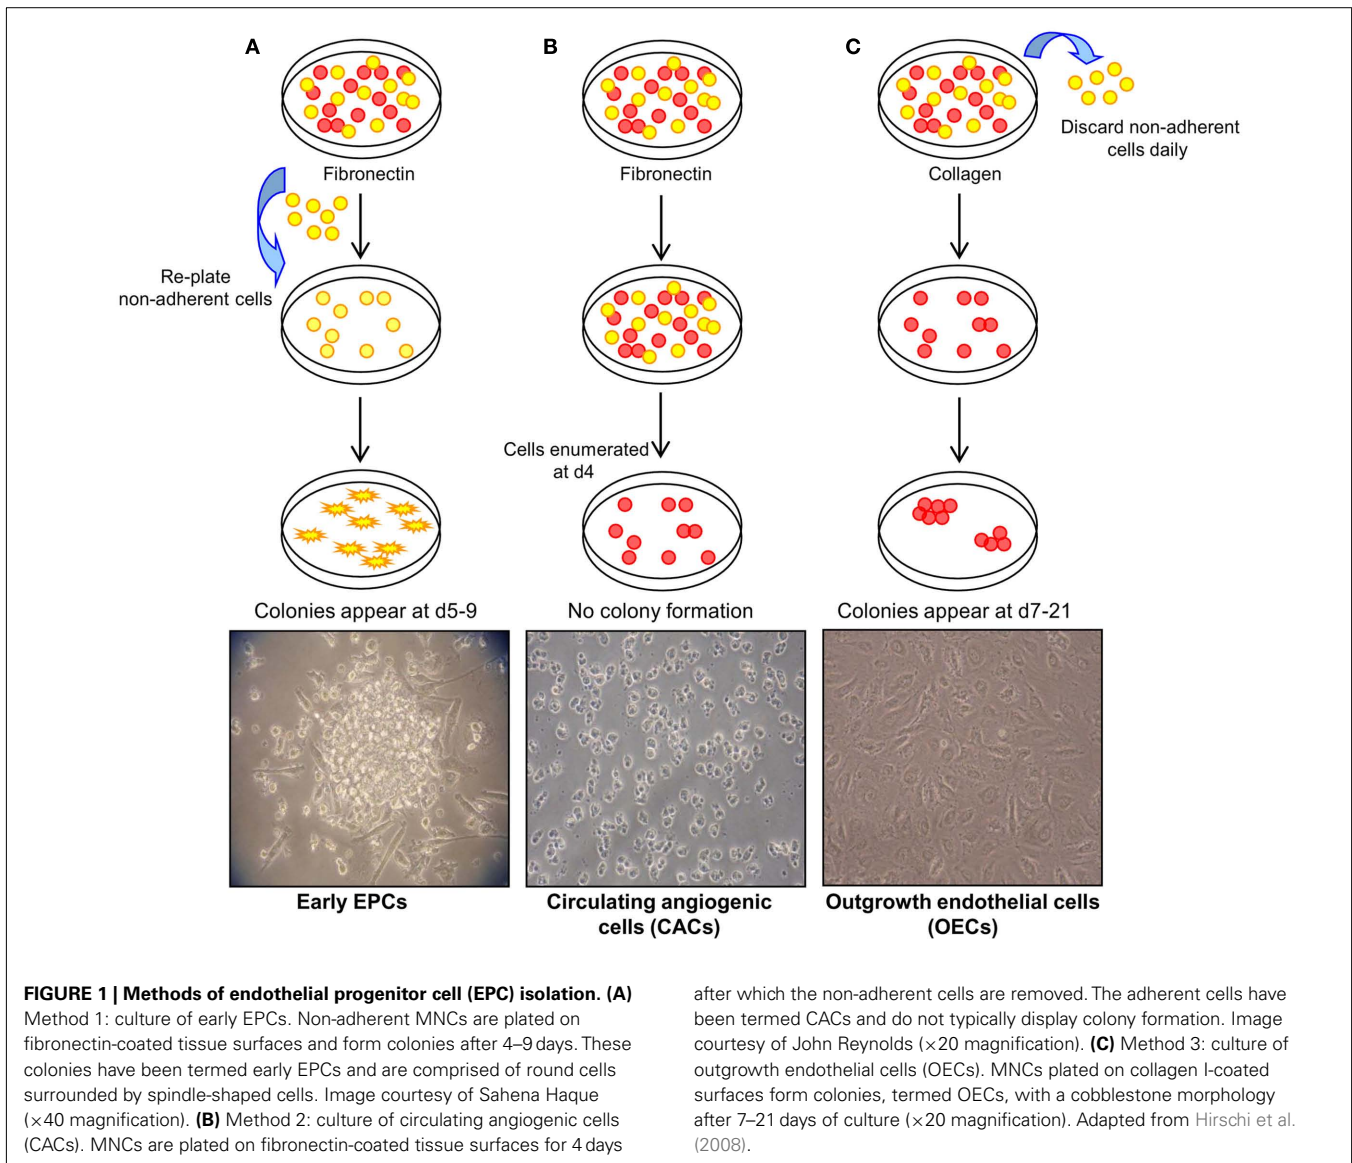 A
B
C
Discard non-adherent
cells daily
Fibronectin
Fibronectin
Collagen
Re-plate
non-adherent cells
Cells enumerated
at d4
Colonies appear at d5-9
No colony formation
Colonies appear at d7-21
Early EPCs
Circulating angiogenic
cells (CACs)
Outgrowth endothelial cells
(OECs)
FIGURE 1 | Methods of endothelial progenitor cell (EPC) isolation. (A)
Method 1: culture of early EPCs. Non-adherent MNCs are plated on
fibronectin-coated tissue surfaces and form colonies after 4–9 days. These
colonies have been termed early EPCs and are comprised of round cells
surrounded by spindle-shaped cells. Image courtesy of Sahena Haque
(×40 magnification). (B) Method 2: culture of circulating angiogenic cells
(CACs). MNCs are plated on fibronectin-coated tissue surfaces for 4 days
after which the non-adherent cells are removed. The adherent cells have
been termed CACs and do not typically display colony formation. Image
courtesy of John Reynolds (×20 magnification). (C) Method 3: culture of
outgrowth endothelial cells (OECs). MNCs plated on collagen I-coated
surfaces form colonies, termed OECs, with a cobblestone morphology
after 7–21 days of culture (×20 magnification). Adapted from Hirschi et al.
(2008).